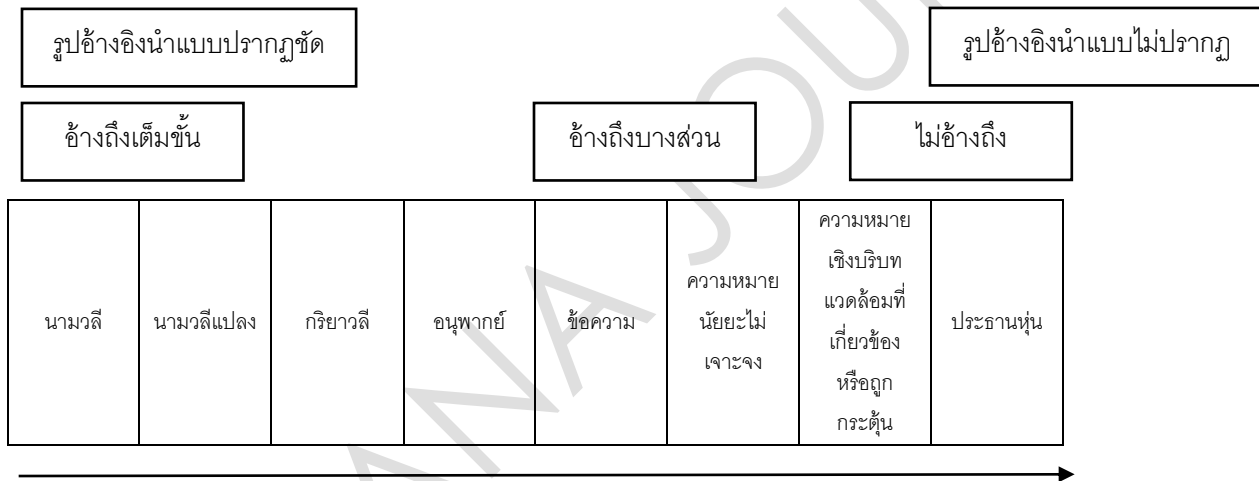 รูปอ้างอิงนำแบบปรากฏชัด
รูปอ้างอิงนำแบบไม่ปรากฏ
อ้างถึงเต็มขั้น
อ้างถึงบางส่วน
ไม่อ้างถึง
นามวลี
นามวลีแปลง
กริยาวลี
อนุพากย์
ข้อความ
ความหมาย
นัยยะไม่
เจาะจง
ความหมาย
เชิงบริบท
แวดล้อมที่
เกี่ยวข้อง
หรือถูก
กระตุ้น
ประธานหุ่น
ANA JOU